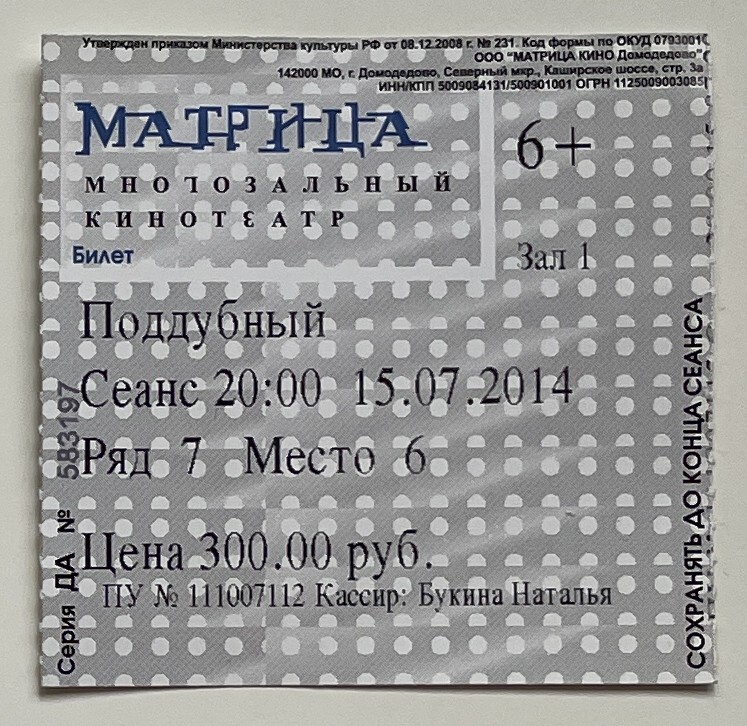 Утвержден приказом Министерства культуры РФ от 08.12.2008 г. № 231. Код формы по ОКУД 0793001
ООО "МАТРИЦА КИНО Домодедово"
142000 МО, г. Домодедово, Северный мкр., Каширское шоссе, стр. 3а
ИНН/КПП 5009084131/500901001 ОГРН 1125009003085
МАТРИЦА
6+
МНОГОЗАЛЬНЫЙ
КИНОТЕАТР
Билет
Зал 1
Поддубный
Сеанс 20:00 15.07.2014
Ряд 7 Место 6
Цена 300.00 руб.
ПУ № 111007112 Кассир: Букина Наталья
Серия ДА № 583197
СОХРАНЯТЬ ДО КОНЦА СЕАНСА